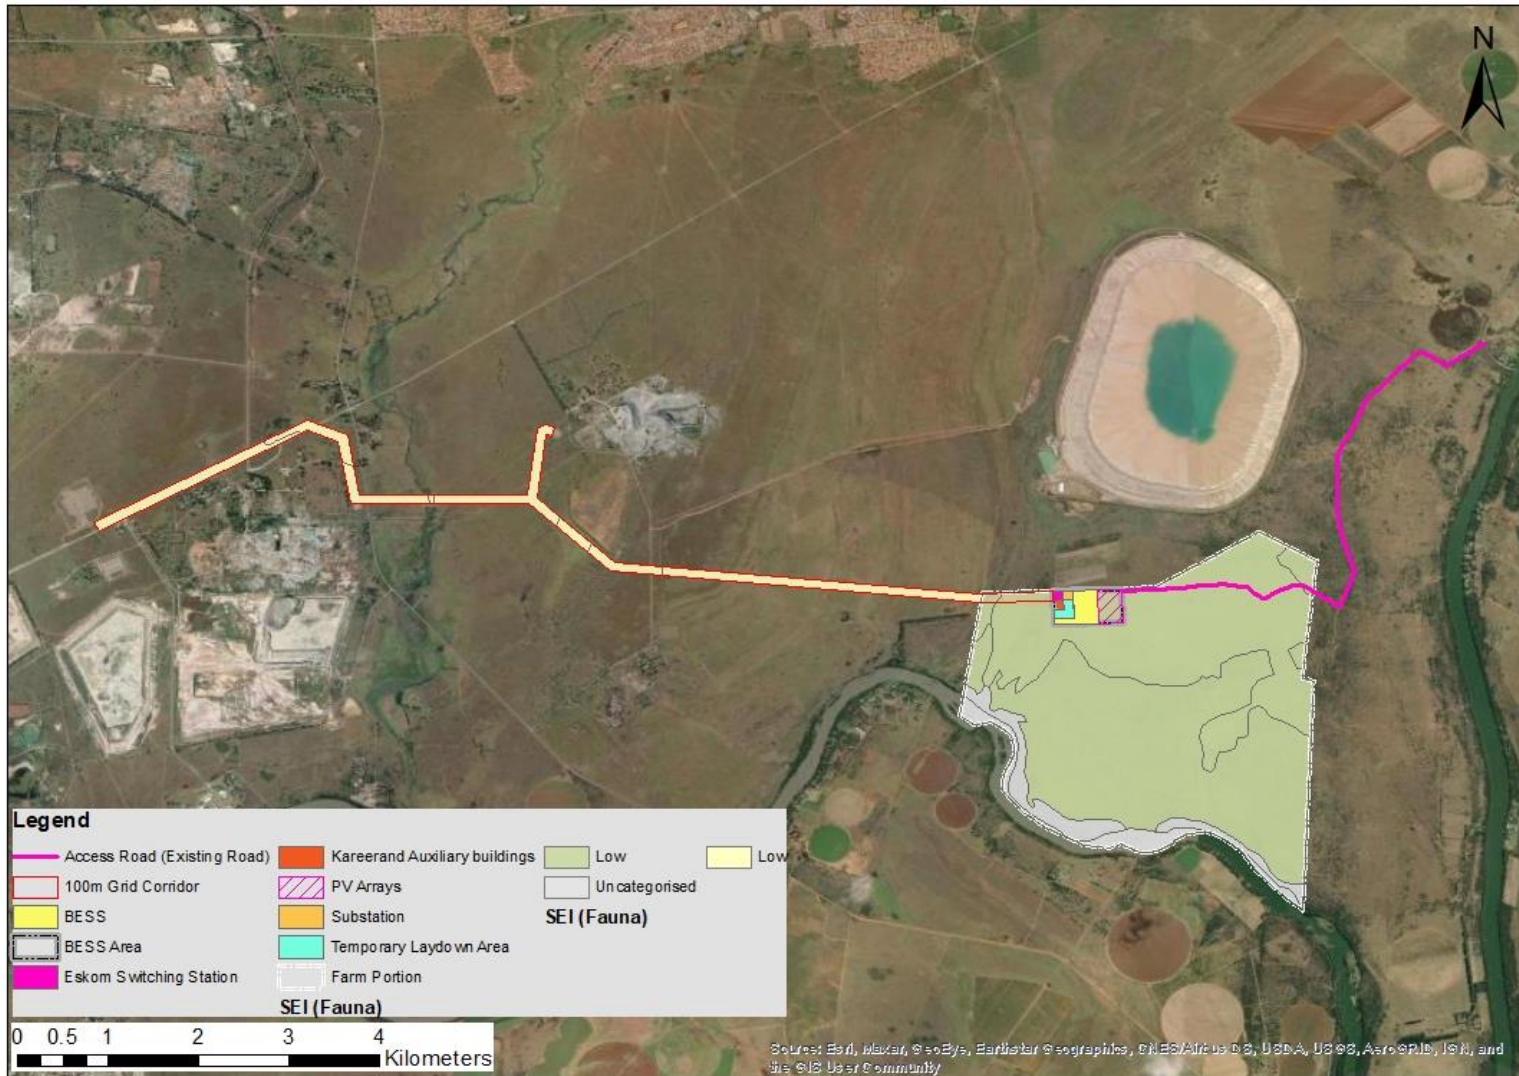 N
Legend
Access Road (Existing Road)
100m Grid Corridor
BESS
BESS Area
Eskom Switching Station
Kareerand Auxiliary buildings
PV Arrays
Substation
Temporary Laydown Area
Farm Portion
SEI (Fauna)
Low
Uncategorised
SEI (Fauna)
Low
0 0.5 1 2 3 4
Kilometers
Source: Esri, Maxar, GeoEye, Earthstar Geographics, CNES/Airbus DS, USDA, USGS, AeroGRID, IGN, and
the GIS User Community